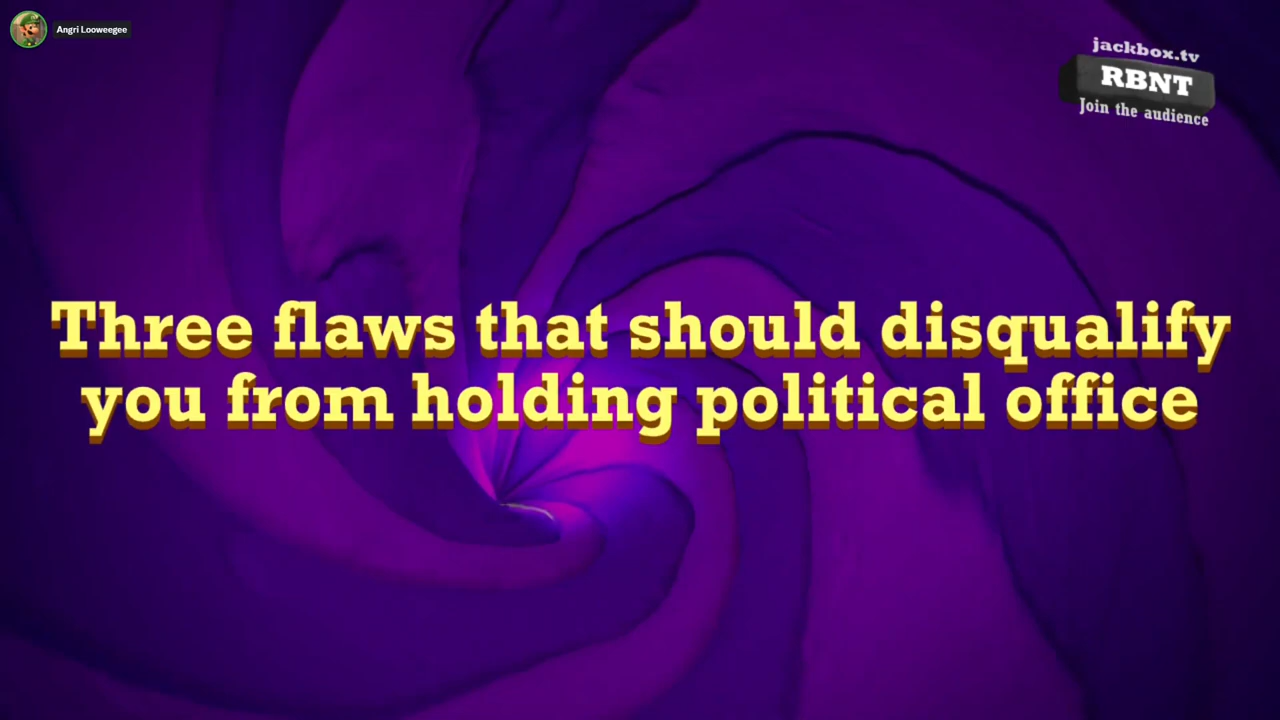 Angri Looweegee
jackbox.tv
RBNT
Join the audience
Three flaws that should disqualify
you from holding political office